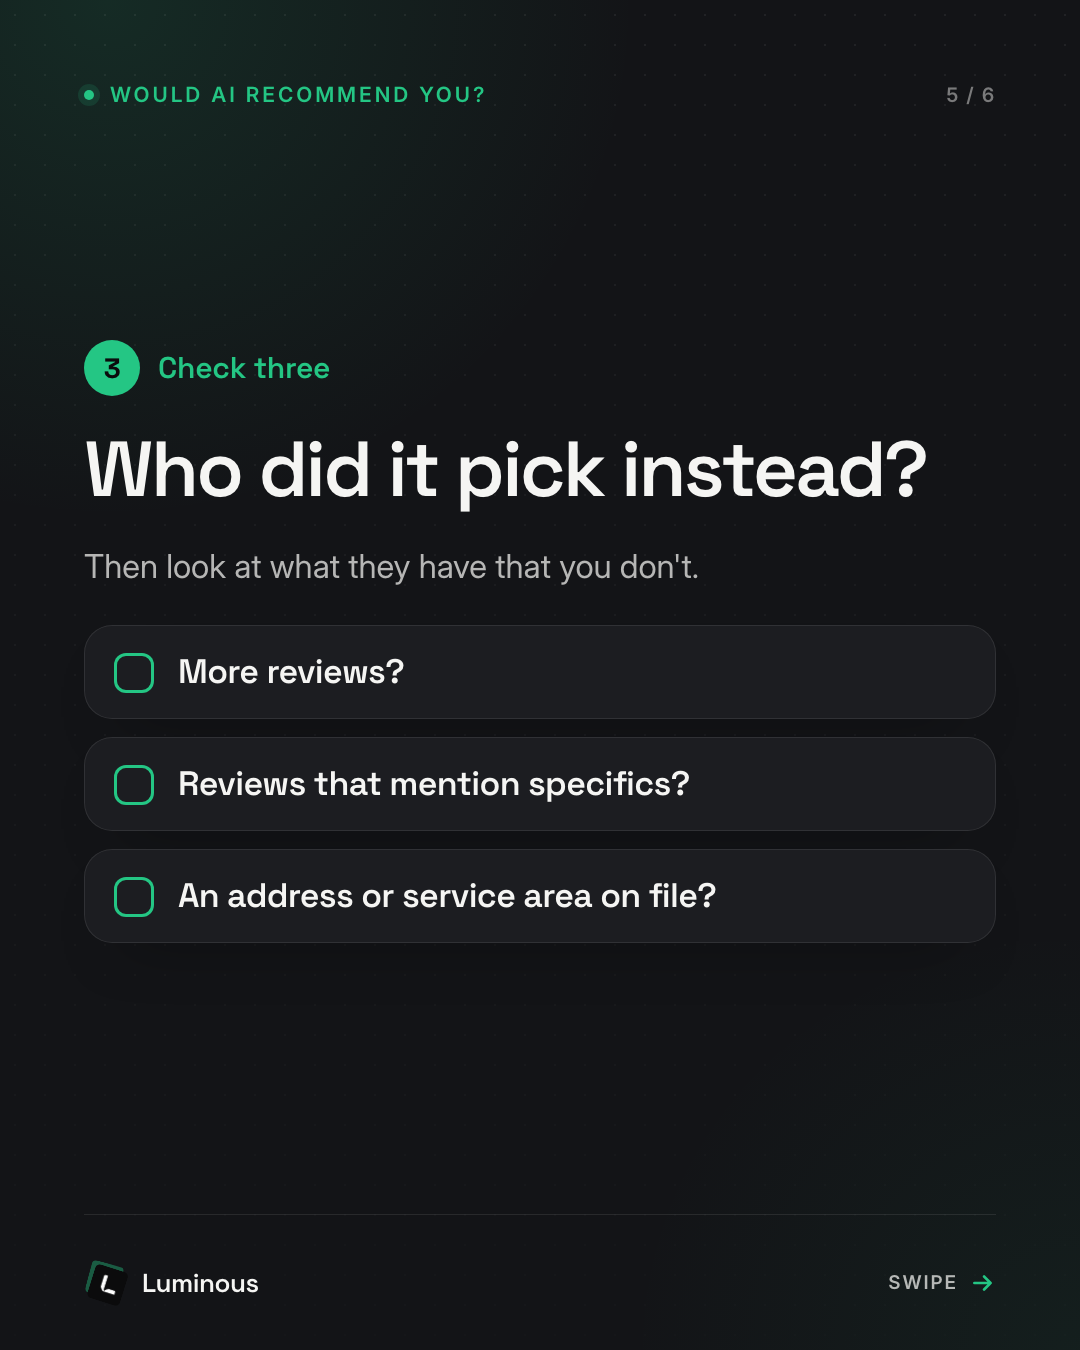 WOULD AI RECOMMEND YOU?
5 / 6
3 Check three
Who did it pick instead?
Then look at what they have that you don't.
More reviews?
Reviews that mention specifics?
An address or service area on file?
L Luminous
SWIPE →